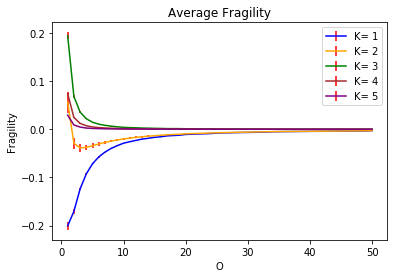 Average Fragility
K= 1
K= 2
K= 3
K= 4
K= 5
Fragility
0.2
0.1
0.0
−0.1
−0.2
0
10
20
30
40
50
O